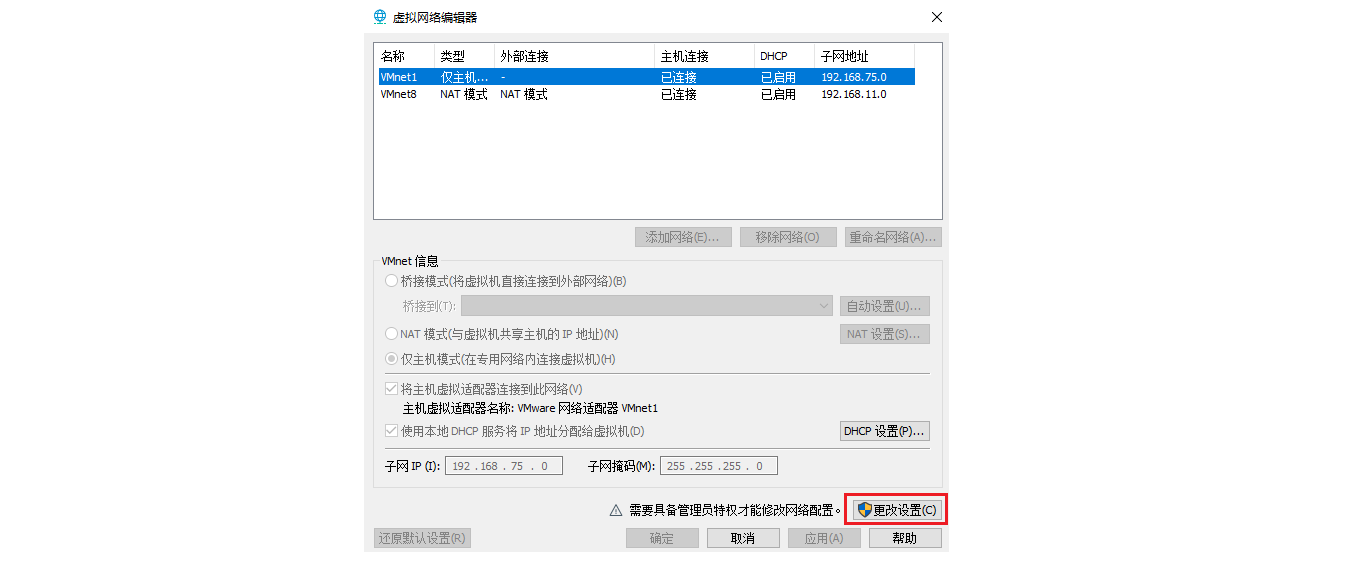 虚拟网络编辑器
名称 类型 外部连接 主机连接 DHCP 子网地址
VMnet1 仅主机... - 已连接 已启用 192.168.75.0
VMnet8 NAT 模式 NAT 模式 已连接 已启用 192.168.11.0
添加网络(E)... 移除网络(O) 重命名网络(A)...
VMnet 信息
桥接模式(将虚拟机直接连接到外部网络)(B)
桥接到(T): 自动设置(U)...
NAT 模式(与虚拟机共享主机的 IP 地址)(N) NAT 设置(S)...
仅主机模式(在专用网络内连接虚拟机)(H)
将主机虚拟适配器连接到此网络(V)
主机虚拟适配器名称: VMware 网络适配器 VMnet1
使用本地 DHCP 服务将 IP 地址分配给虚拟机(D) DHCP 设置(P)...
子网 IP (I): 192 . 168 . 75 . 0 子网掩码(M): 255 . 255 . 255 . 0
需要具备管理员特权才能修改网络配置。 更改设置(C)
还原默认设置(R) 确定 取消 应用(A) 帮助